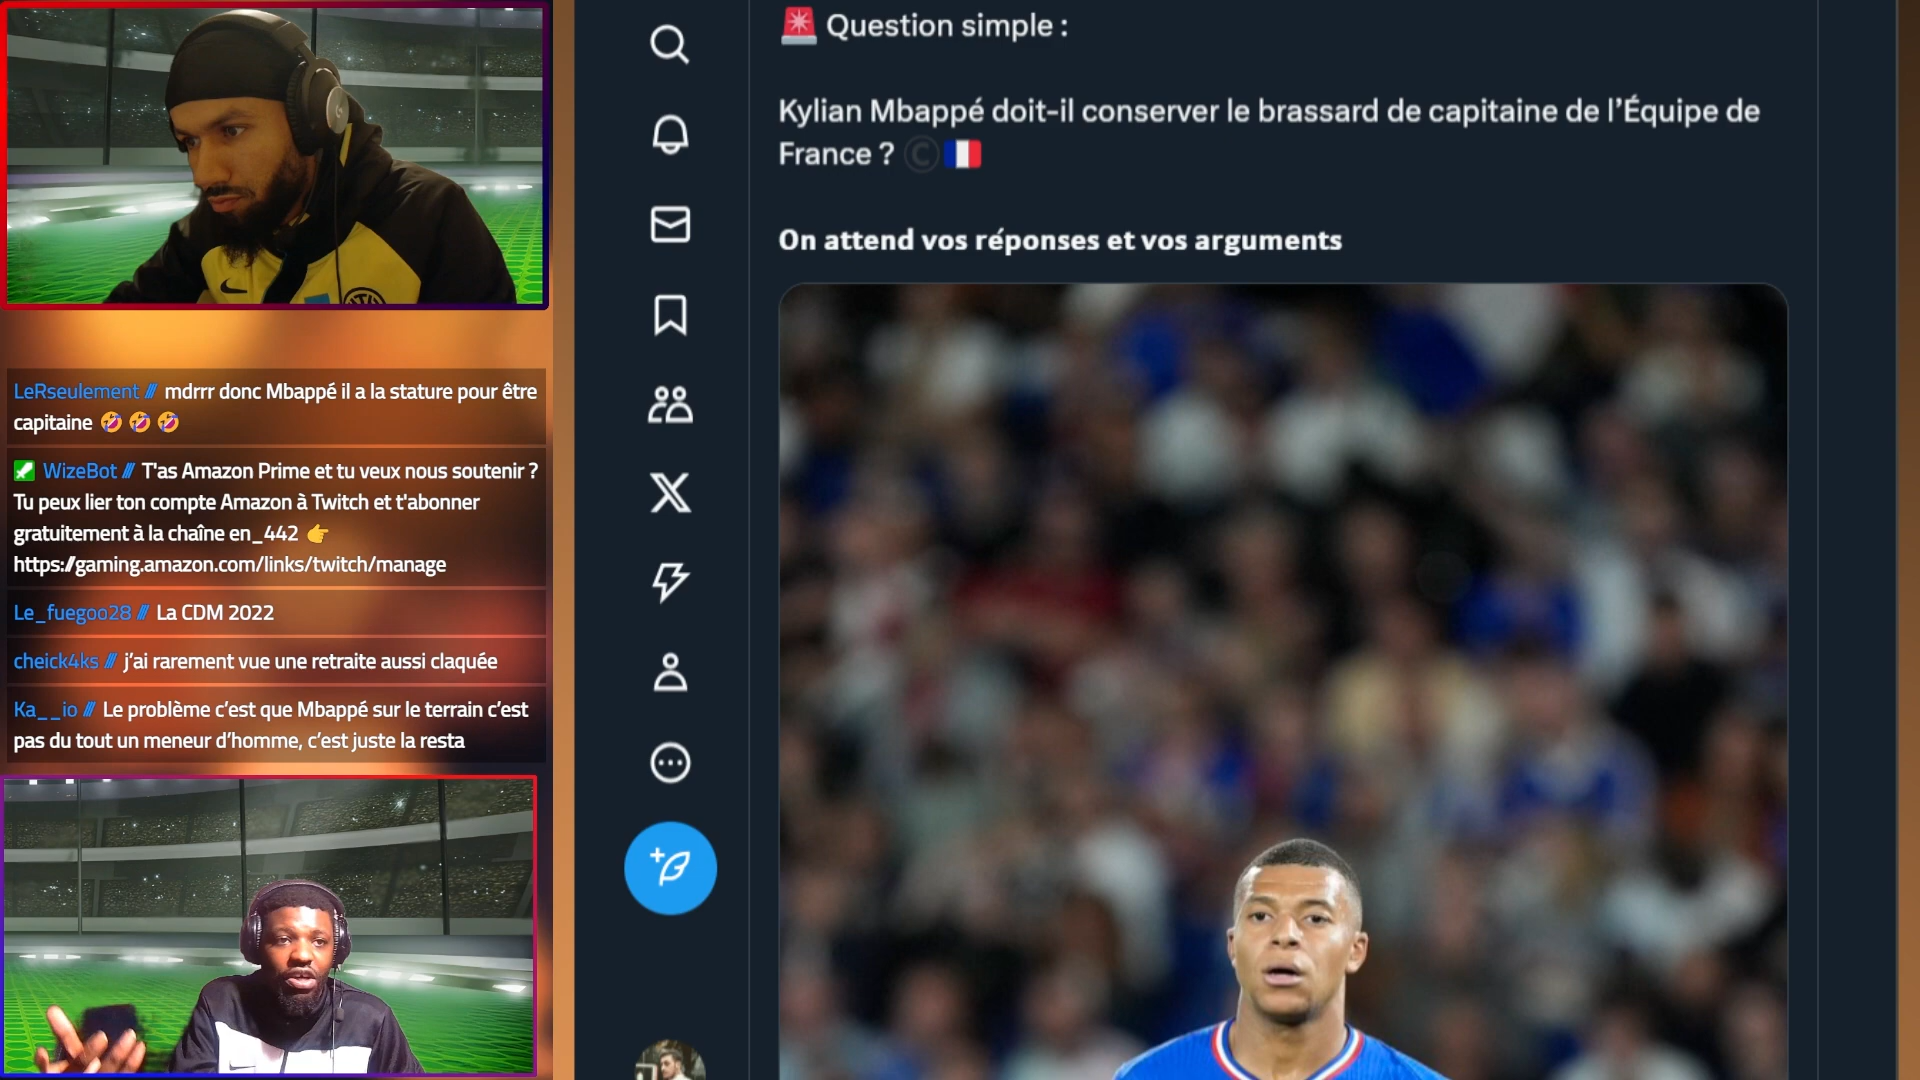 LeRseulement /// mdrrr donc Mbappé il a la stature pour être
capitaine 🤣 🤣 🤣
WizeBot /// T'as Amazon Prime et tu veux nous soutenir ?
Tu peux lier ton compte Amazon à Twitch et t'abonner
gratuitement à la chaîne en_442 👉
https://gaming.amazon.com/links/twitch/manage
Le_fuegoo28 /// La CDM 2022
cheick4ks /// j’ai rarement vue une retraite aussi claquée
Ka__io /// Le problème c’est que Mbappé sur le terrain c’est
pas du tout un meneur d’homme, c’est juste la resta
🚨 Question simple :
Kylian Mbappé doit-il conserver le brassard de capitaine de l’Équipe de
France ? ©🇫🇷
On attend vos réponses et vos arguments